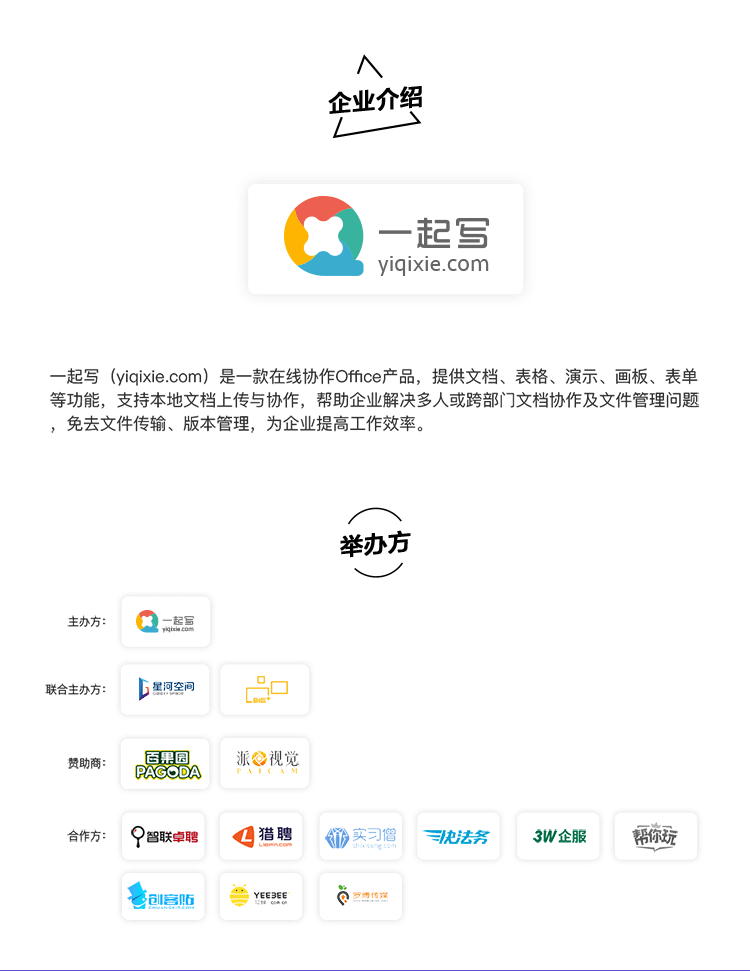 企业介绍
一起写
yiqixie.com
一起写（yiqixie.com）是一款在线协作Office产品，提供文档、表格、演示、画板、表单
等功能，支持本地文档上传与协作，帮助企业解决多人或跨部门文档协作及文件管理问题
，免去文件传输、版本管理，为企业提高工作效率。
举办方
主办方：
一起写
yiqixie.com
联合主办方：
星河空间
GALAXY SPACE
赞助商：
百果园
PAGODA
派视觉
PAICAM
合作方：
智联卓聘
猎聘
LIEPIN.COM
实习僧
shixiseng.com
快法务
3W企服
帮你玩
创客贴
YEEBEE
罗博传媒